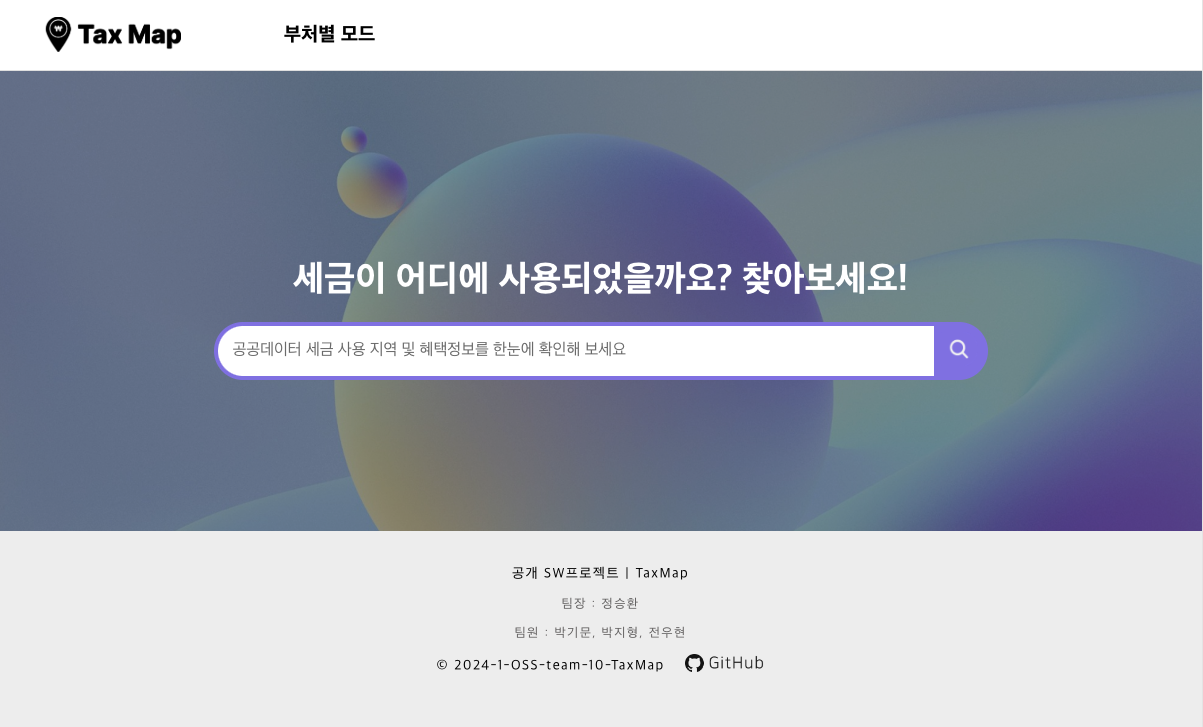 Tax Map
부처별 모드
세금이 어디에 사용되었을까요? 찾아보세요!
공공데이터 세금 사용 지역 및 혜택정보를 한눈에 확인해 보세요
공개 SW프로젝트 | TaxMap
팀장 : 정승환
팀원 : 박기문, 박지형, 전우현
© 2024-1-OSS-team-10-TaxMap GitHub